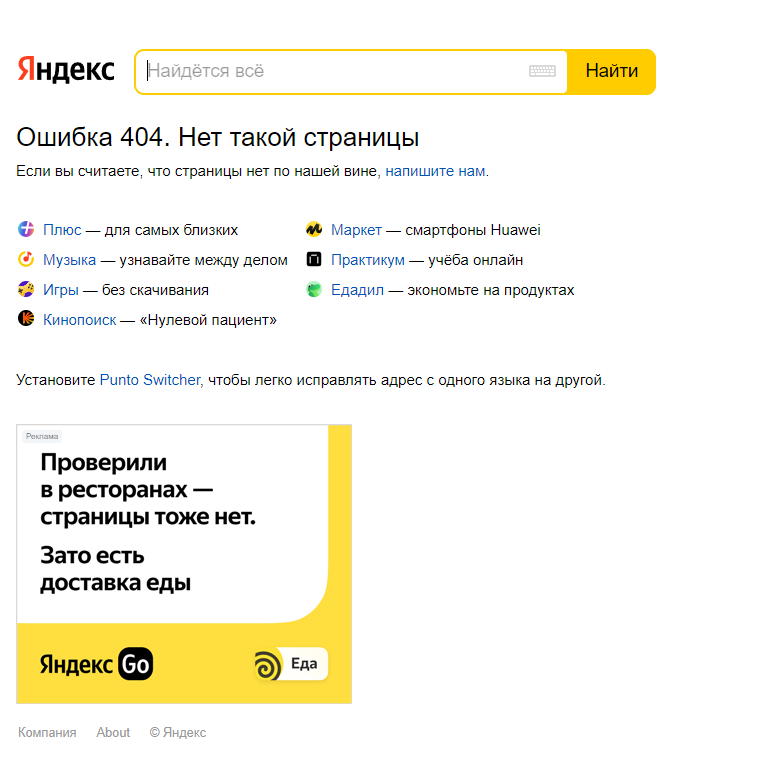 Яндекс
Найдётся всё
Найти
Ошибка 404. Нет такой страницы
Если вы считаете, что страницы нет по нашей вине, напишите нам.
Плюс — для самых близких
Маркет — смартфоны Huawei
Музыка — узнавайте между делом
Практикум — учёба онлайн
Игры — без скачивания
Едадил — экономьте на продуктах
Кинопоиск — «Нулевой пациент»
Установите Punto Switcher, чтобы легко исправлять адрес с одного языка на другой.
Реклама
Проверили
в ресторанах —
страницы тоже нет.
Зато есть
доставка еды
Яндекс Go
Еда
Компания About © Яндекс